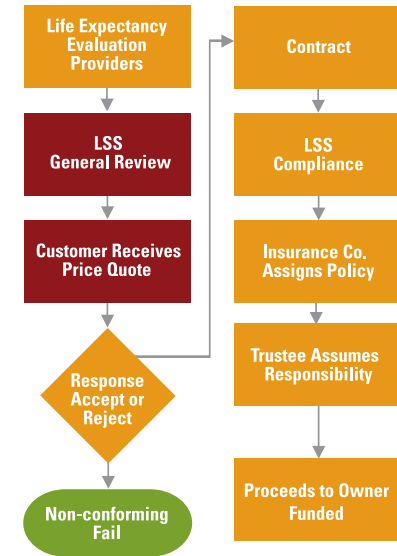 Life Expectancy
Evaluation
Providers
LSS
General Review
Customer Receives
Price Quote
Response
Accept or
Reject
Non-conforming
Fail
Contract
LSS
Compliance
Insurance Co.
Assigns Policy
Trustee Assumes
Responsibility
Proceeds to Owner
Funded